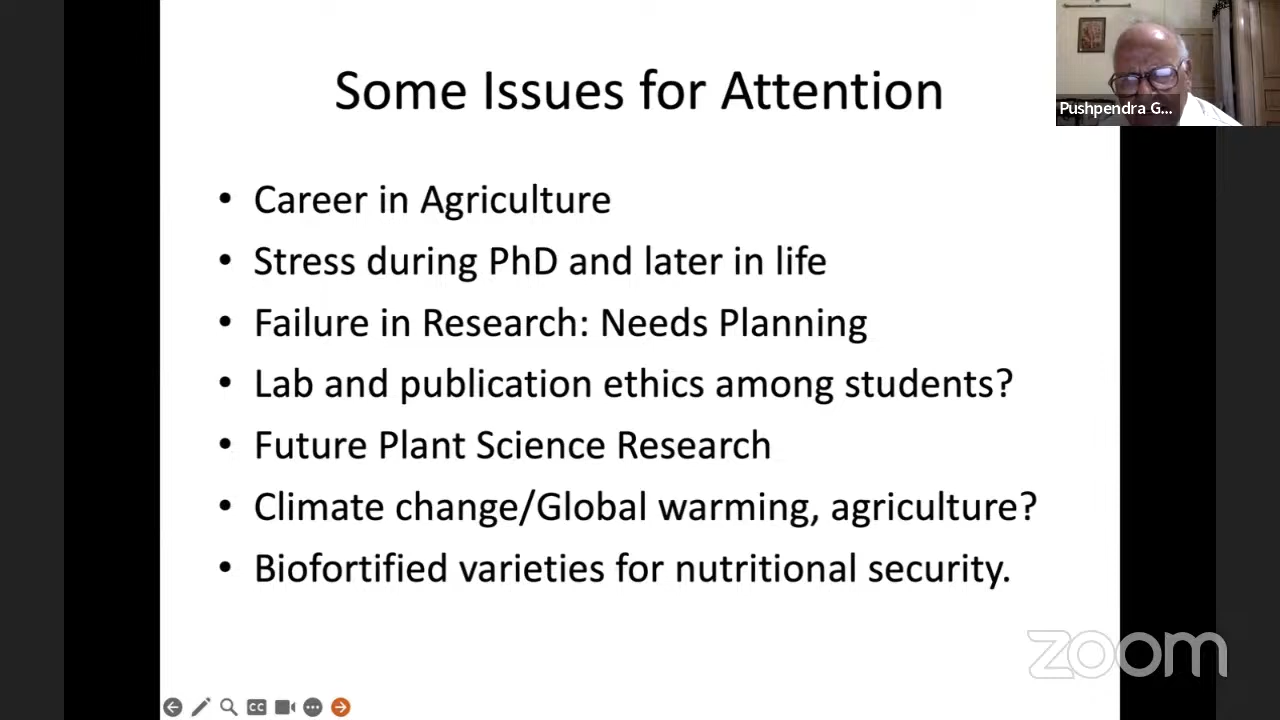 Some Issues for Attention
Pushpendra G...
• Career in Agriculture
• Stress during PhD and later in life
• Failure in Research: Needs Planning
• Lab and publication ethics among students?
• Future Plant Science Research
• Climate change/Global warming, agriculture?
• Biofortified varieties for nutritional security.
zoom
CC